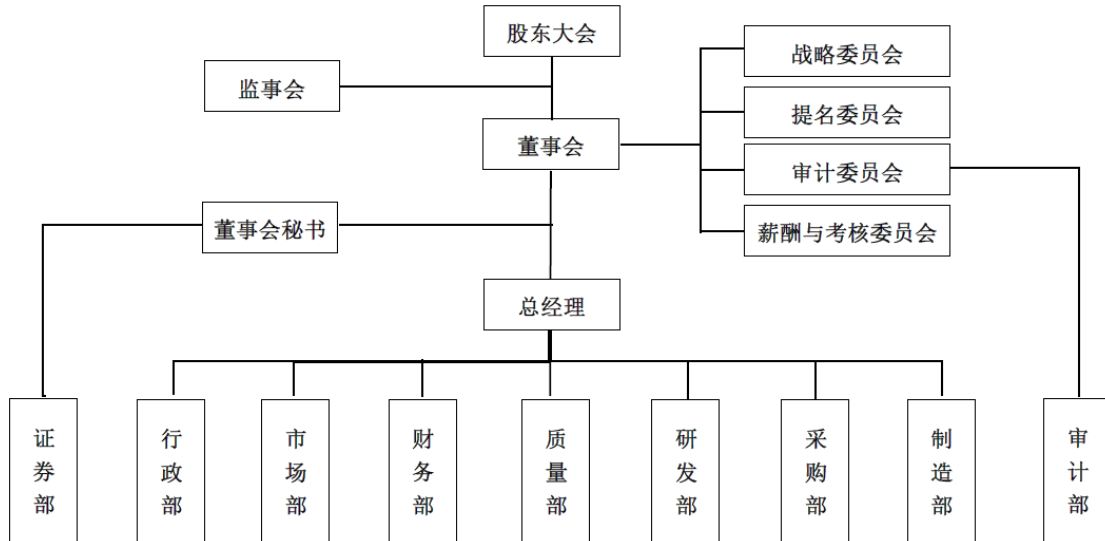 股东大会
战略委员会
监事会
提名委员会
董事会
审计委员会
董事会秘书
薪酬与考核委员会
总经理
证券部
行政部
市场部
财务部
质量部
研发部
采购部
制造部
审计部